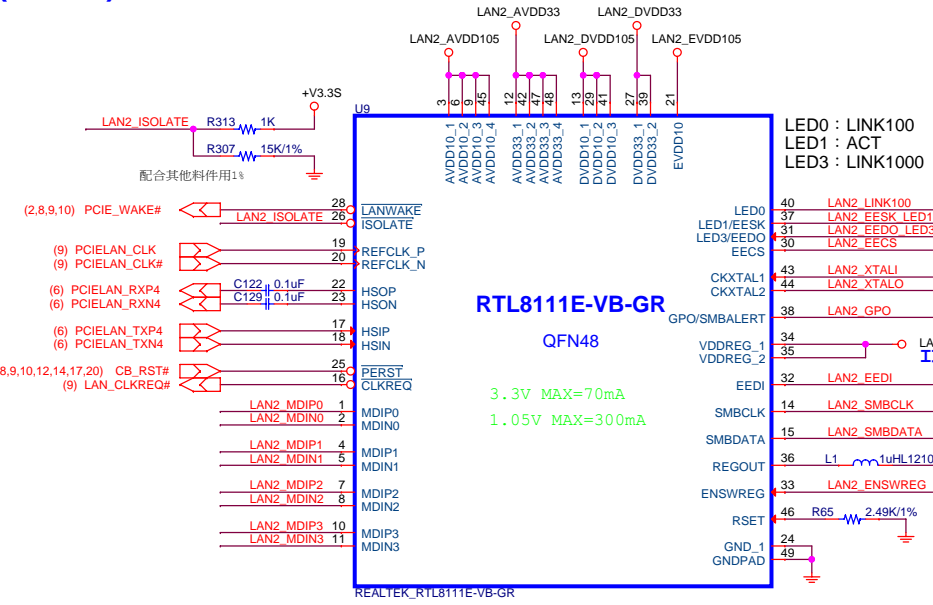 LAN2_AVDD33 LAN2_DVDD33
LAN2_AVDD105 LAN2_DVDD105 LAN2_EVDD105
+V3.3S
LAN2_ISOLATE R313 1K
R307 15K/1%
配合其他料件用1%
U9
3 6 9 45 12 42 47 48 13 29 41 27 39 21
AVDD10_1 AVDD10_2 AVDD10_3 AVDD10_4 AVDD33_1 AVDD33_2 AVDD33_3 AVDD33_4 DVDD10_1 DVDD10_2 DVDD10_3 DVDD33_1 DVDD33_2 EVDD10
LED0：LINK100
LED1：ACT
LED3：LINK1000
(2,8,9,10) PCIE_WAKE# 28 LANWAKE
LAN2_ISOLATE 26 ISOLATE
(9) PCIELAN_CLK 19 REFCLK_P
(9) PCIELAN_CLK# 20 REFCLK_N
(6) PCIELAN_RXP4 C122 0.1uF 22 HSOP
(6) PCIELAN_RXN4 C129 0.1uF 23 HSON
(6) PCIELAN_TXP4 17 HSIP
(6) PCIELAN_TXN4 18 HSIN
8,9,10,12,14,17,20) CB_RST# 25 PERST
(9) LAN_CLKREQ# 16 CLKREQ
LAN2_MDIP0 1 MDIP0
LAN2_MDIN0 2 MDIN0
LAN2_MDIP1 4 MDIP1
LAN2_MDIN1 5 MDIN1
LAN2_MDIP2 7 MDIP2
LAN2_MDIN2 8 MDIN2
LAN2_MDIP3 10 MDIP3
LAN2_MDIN3 11 MDIN3
RTL8111E-VB-GR
QFN48
3.3V MAX=70mA
1.05V MAX=300mA
LED0 40 LAN2_LINK100
LED1/EESK 37 LAN2_EESK_LED1
LED3/EEDO 31 LAN2_EEDO_LED3
EECS 30 LAN2_EECS
CKXTAL1 43 LAN2_XTALI
CKXTAL2 44 LAN2_XTALO
GPO/SMBALERT 38 LAN2_GPO
VDDREG_1 34
VDDREG_2 35
EEDI 32 LAN2_EEDI
SMBCLK 14 LAN2_SMBCLK
SMBDATA 15 LAN2_SMBDATA
REGOUT 36 L1 1uHL1210
ENSWREG 33 LAN2_ENSWREG
RSET 46 R65 2.49K/1%
GND_1 24
GNDPAD 49
REALTEK_RTL8111E-VB-GR